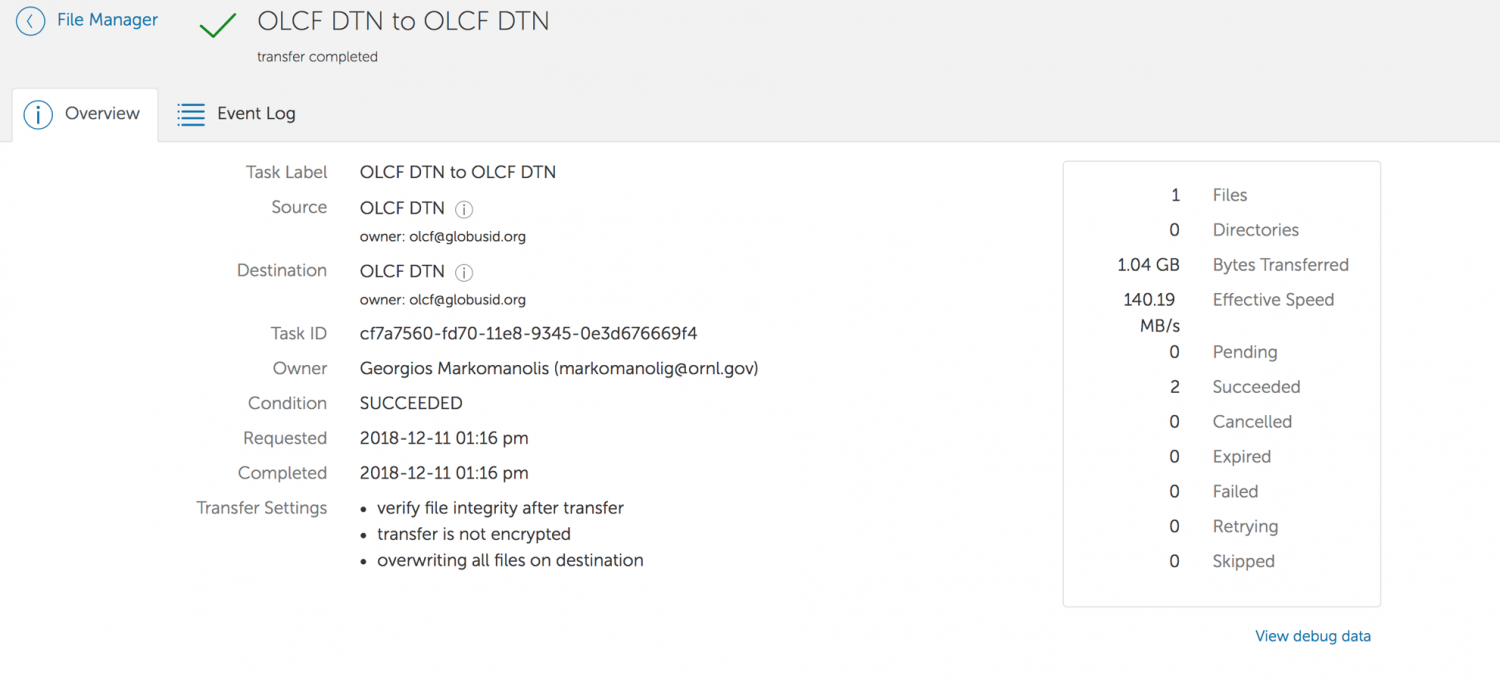 File Manager
OLCF DTN to OLCF DTN
transfer completed
Overview
Event Log
Task Label OLCF DTN to OLCF DTN
Source OLCF DTN
owner: olcf@globusid.org
Destination OLCF DTN
owner: olcf@globusid.org
Task ID cf7a7560-fd70-11e8-9345-0e3d676669f4
Owner Georgios Markomanolis (markomanolig@ornl.gov)
Condition SUCCEEDED
Requested 2018-12-11 01:16 pm
Completed 2018-12-11 01:16 pm
Transfer Settings • verify file integrity after transfer
• transfer is not encrypted
• overwriting all files on destination
1 Files
0 Directories
1.04 GB Bytes Transferred
140.19 Effective Speed
MB/s
0 Pending
2 Succeeded
0 Cancelled
0 Expired
0 Failed
0 Retrying
0 Skipped
View debug data